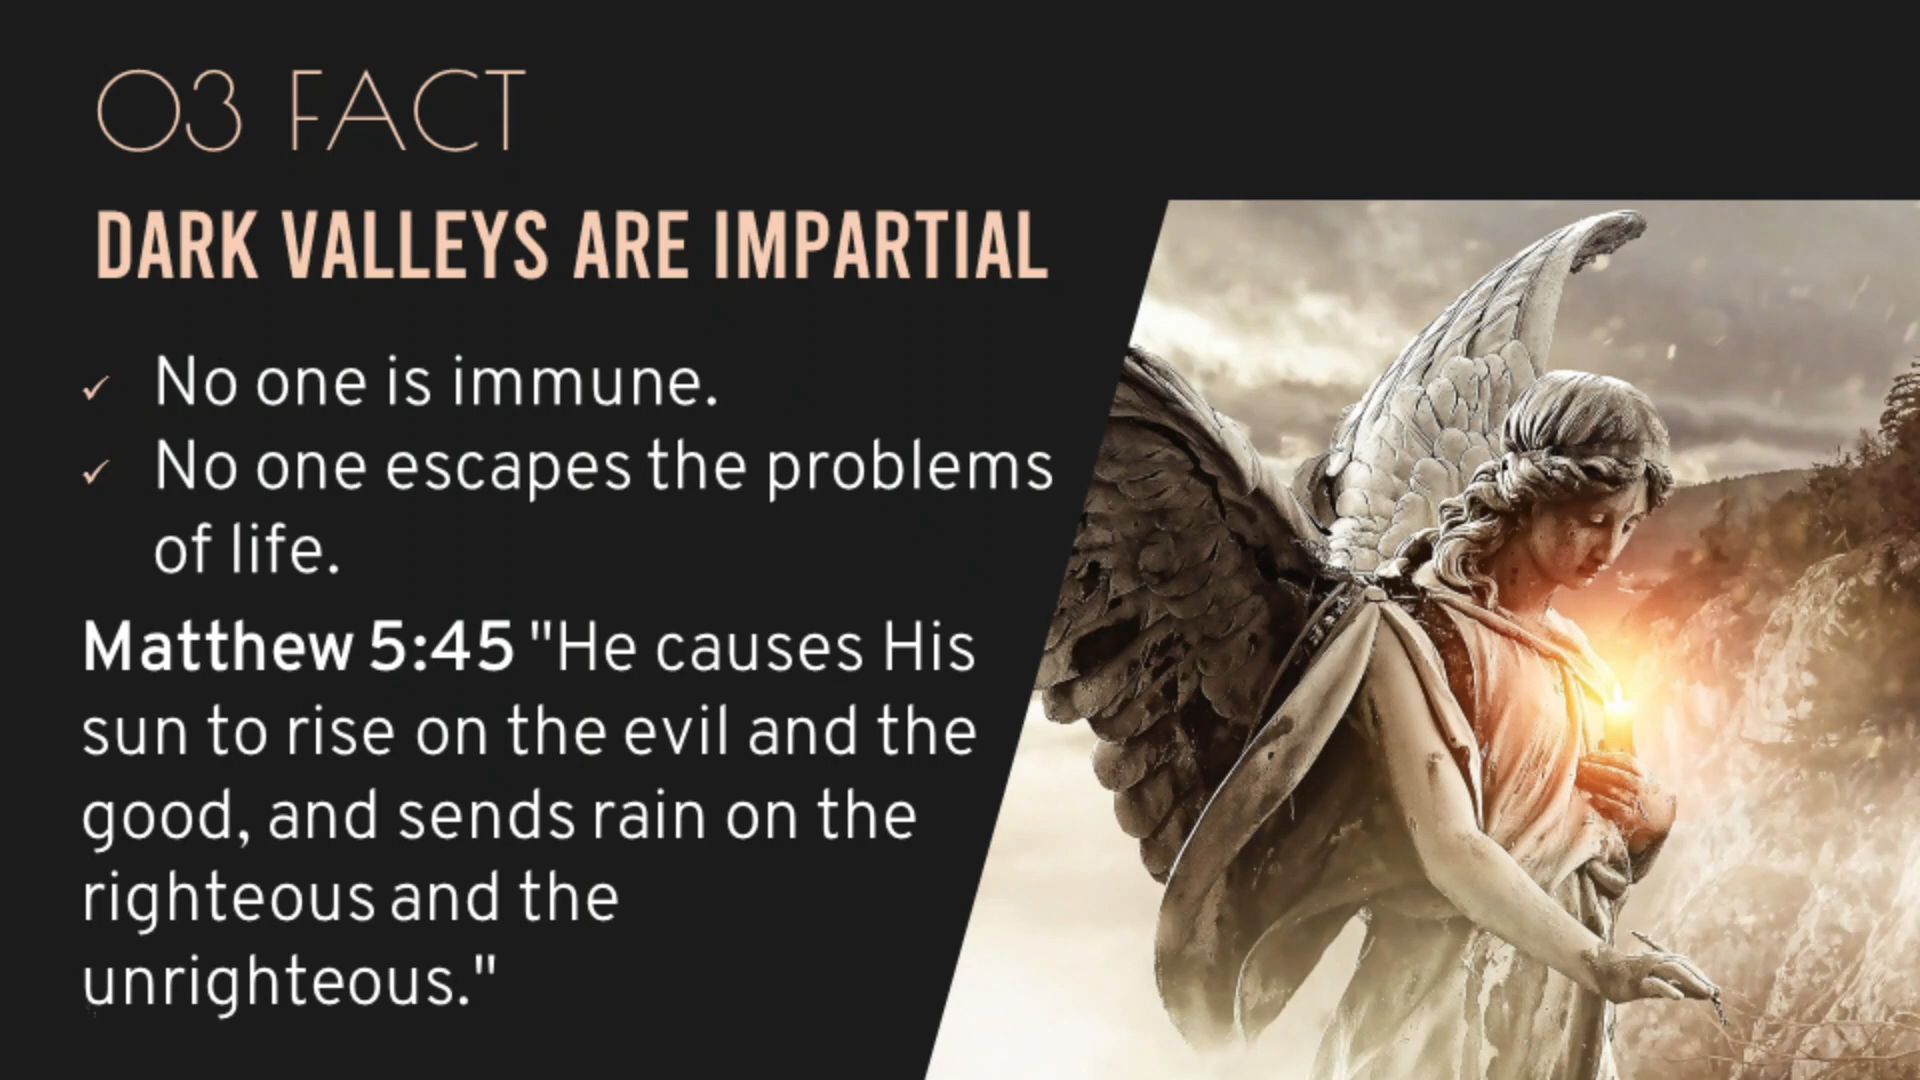 03 FACT
DARK VALLEYS ARE IMPARTIAL
✓ No one is immune.
✓ No one escapes the problems
of life.
Matthew 5:45 "He causes His
sun to rise on the evil and the
good, and sends rain on the
righteous and the
unrighteous."